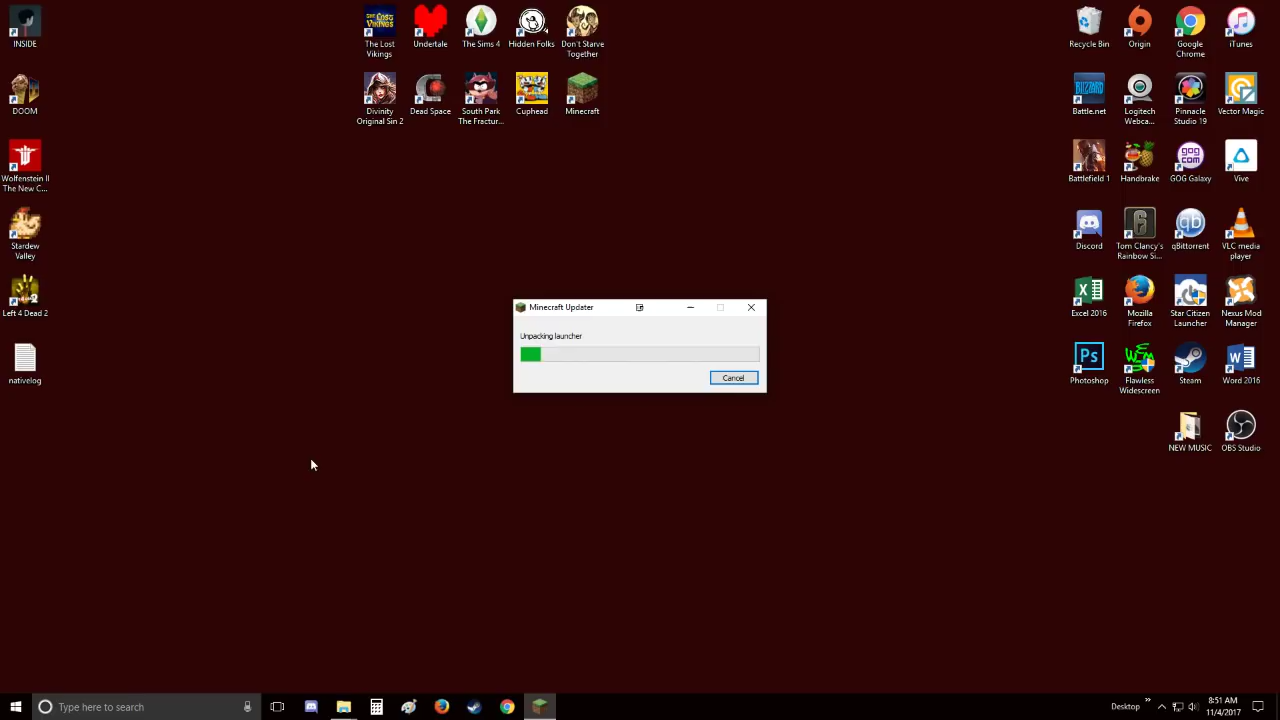 INSIDE
DOOM
Wolfenstein II
The New C...
Stardew
Valley
Left 4 Dead 2
nativelog
The Lost
Vikings
Undertale
The Sims 4
Hidden Folks
Don't Starve
Together
Divinity
Original Sin 2
Dead Space
South Park
The Fractur...
Cuphead
Minecraft
Minecraft Updater
Unpacking launcher
Cancel
Recycle Bin
Origin
Google
Chrome
iTunes
BLIZZARD
Battle.net
Logitech
Webca...
Pinnacle
Studio 19
Vector Magic
Battlefield 1
Handbrake
GOG
COM
GOG Galaxy
Vive
Discord
Tom Clancy's
Rainbow Si...
qb
qBittorrent
VLC media
player
Excel 2016
Mozilla
Firefox
Star Citizen
Launcher
Nexus Mod
Manager
Ps
Photoshop
Flawless
Widescreen
Steam
Word 2016
NEW MUSIC
OBS Studio
Type here to search
Desktop
8:51 AM
11/4/2017